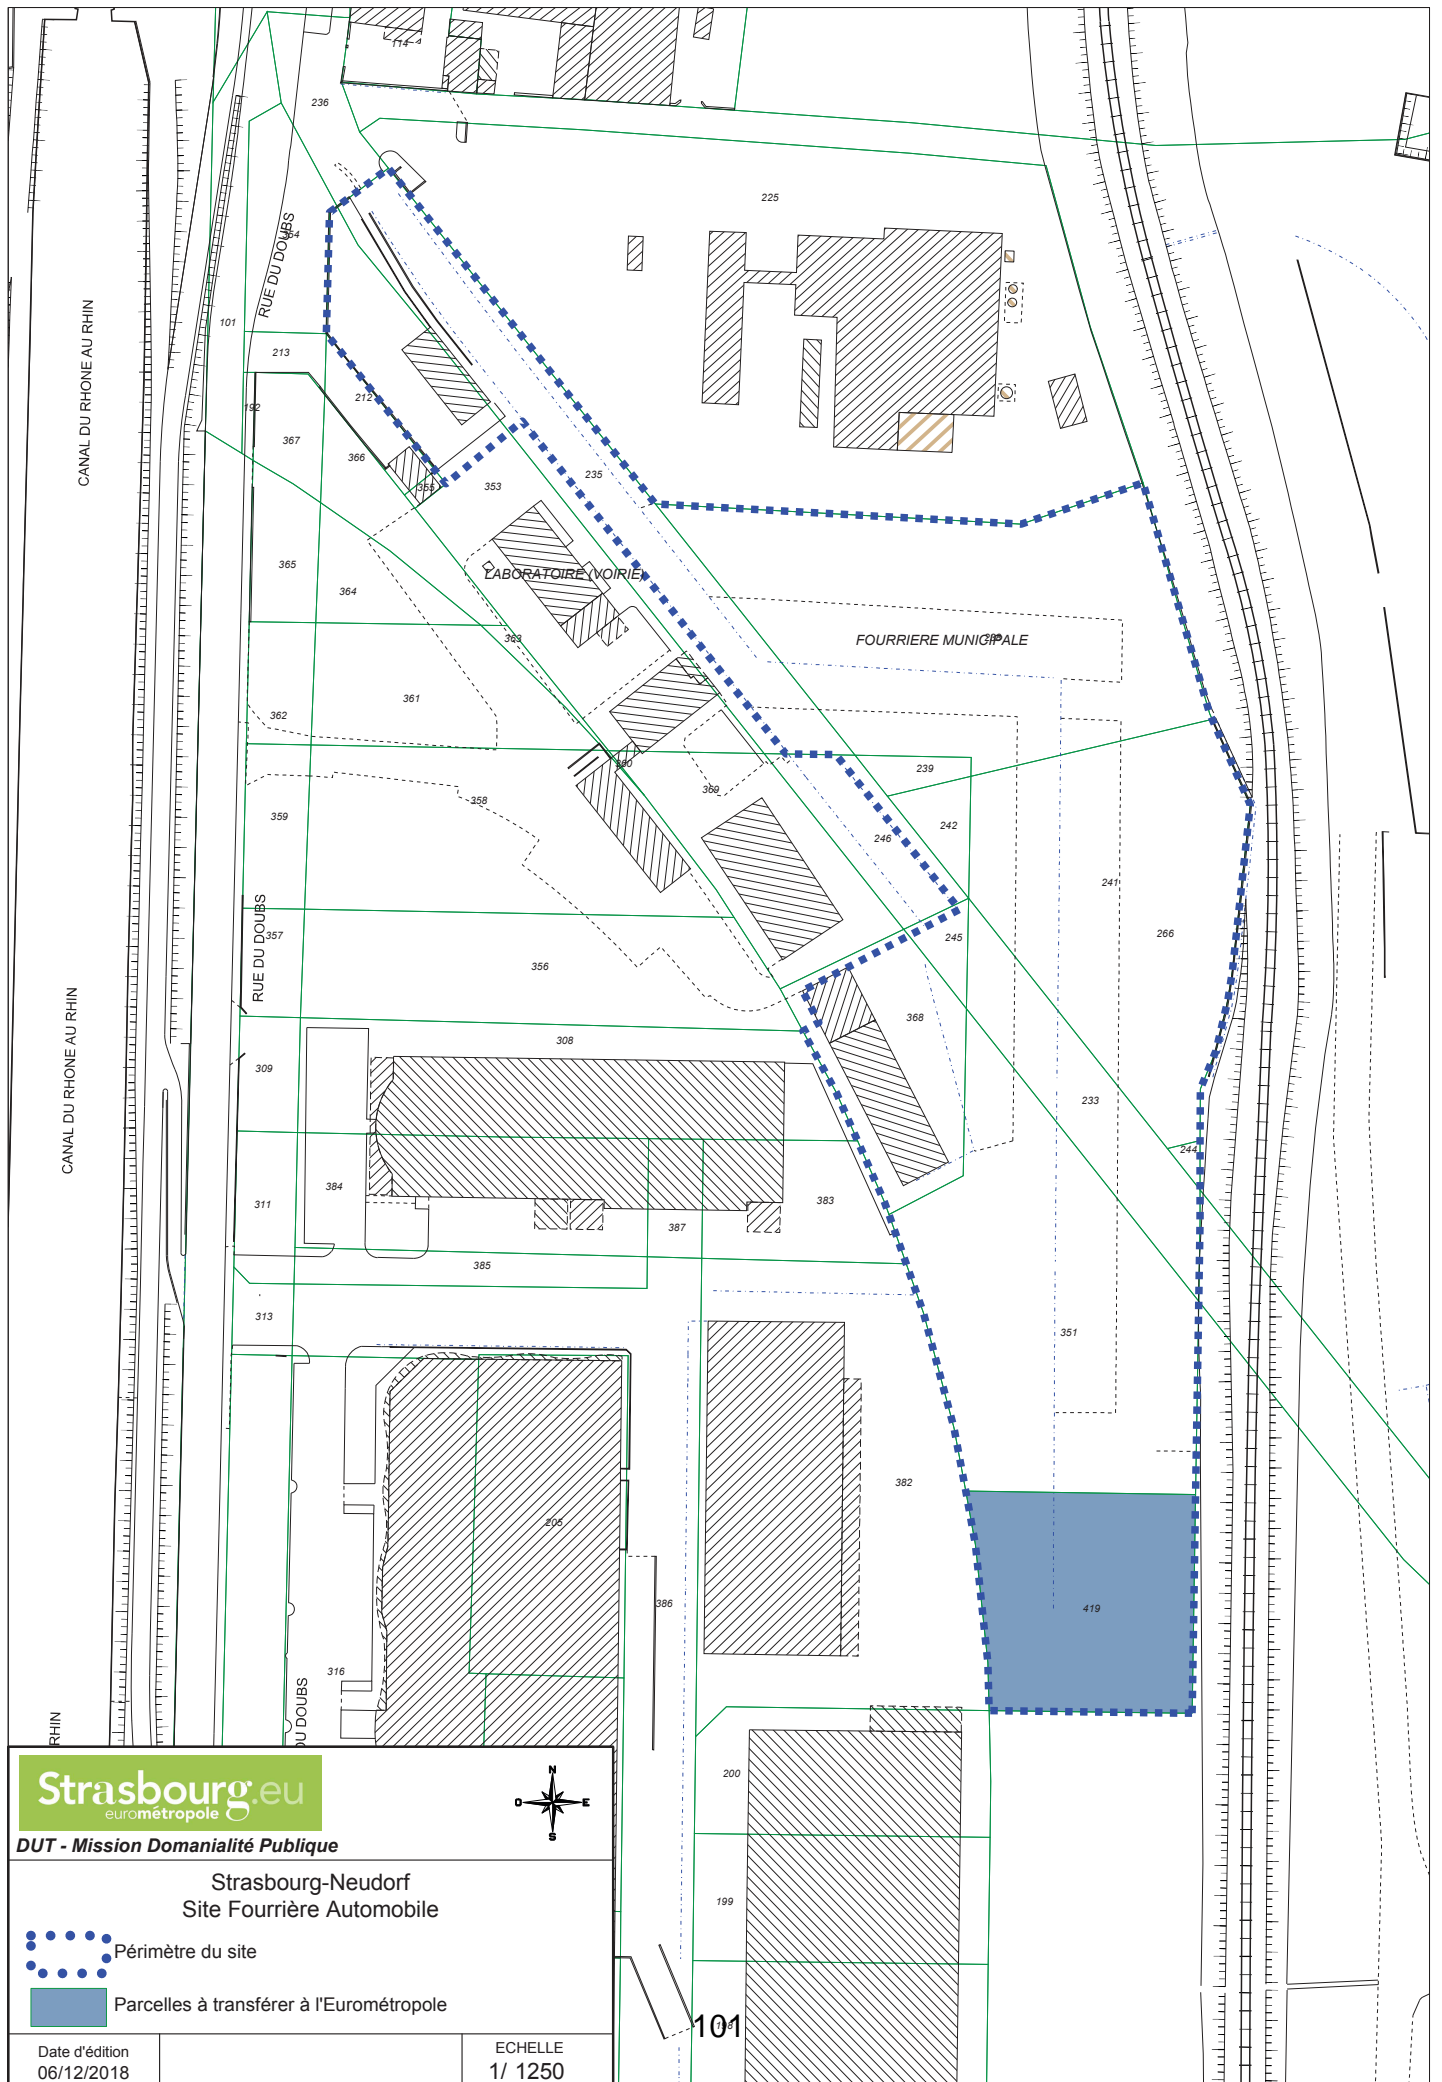 114
236
225
354
RUE DU DOUBS
101
CANAL DU RHONE AU RHIN
213
212
192
367
366
355
353
235
365
364
LABORATOIRE (VOIRIE)
363
FOURRIERE MUNICIPALE
361
362
239
360
369
358
359
242
246
241
357
RUE DU DOUBS
356
245
266
368
308
309
233
CANAL DU RHONE AU RHIN
244
384
311
383
387
385
313
351
382
205
386
419
316
DU DOUBS
RHIN
200
199
198
101
Strasbourg.eu
eurométropole
N
O E
S
DUT - Mission Domanialité Publique
Strasbourg-Neudorf
Site Fourrière Automobile
Périmètre du site
Parcelles à transférer à l'Eurométropole
Date d'édition
06/12/2018
ECHELLE
1/ 1250